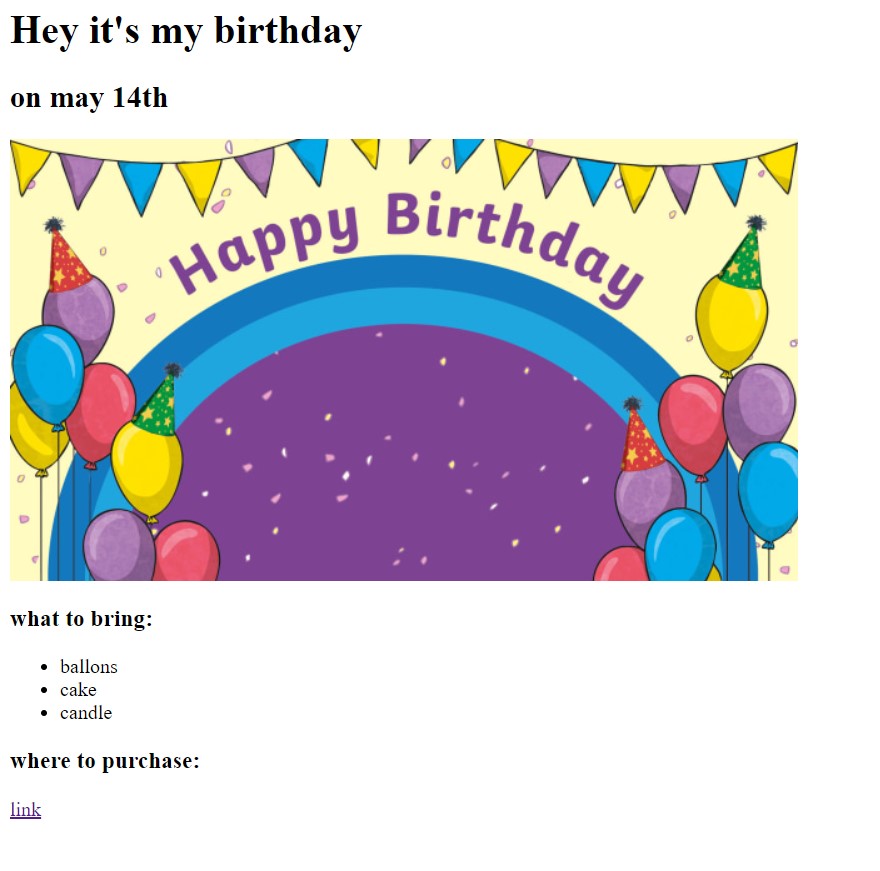 Hey it's my birthday
on may 14th
Happy Birthday
what to bring:
ballons
cake
candle
where to purchase:
link